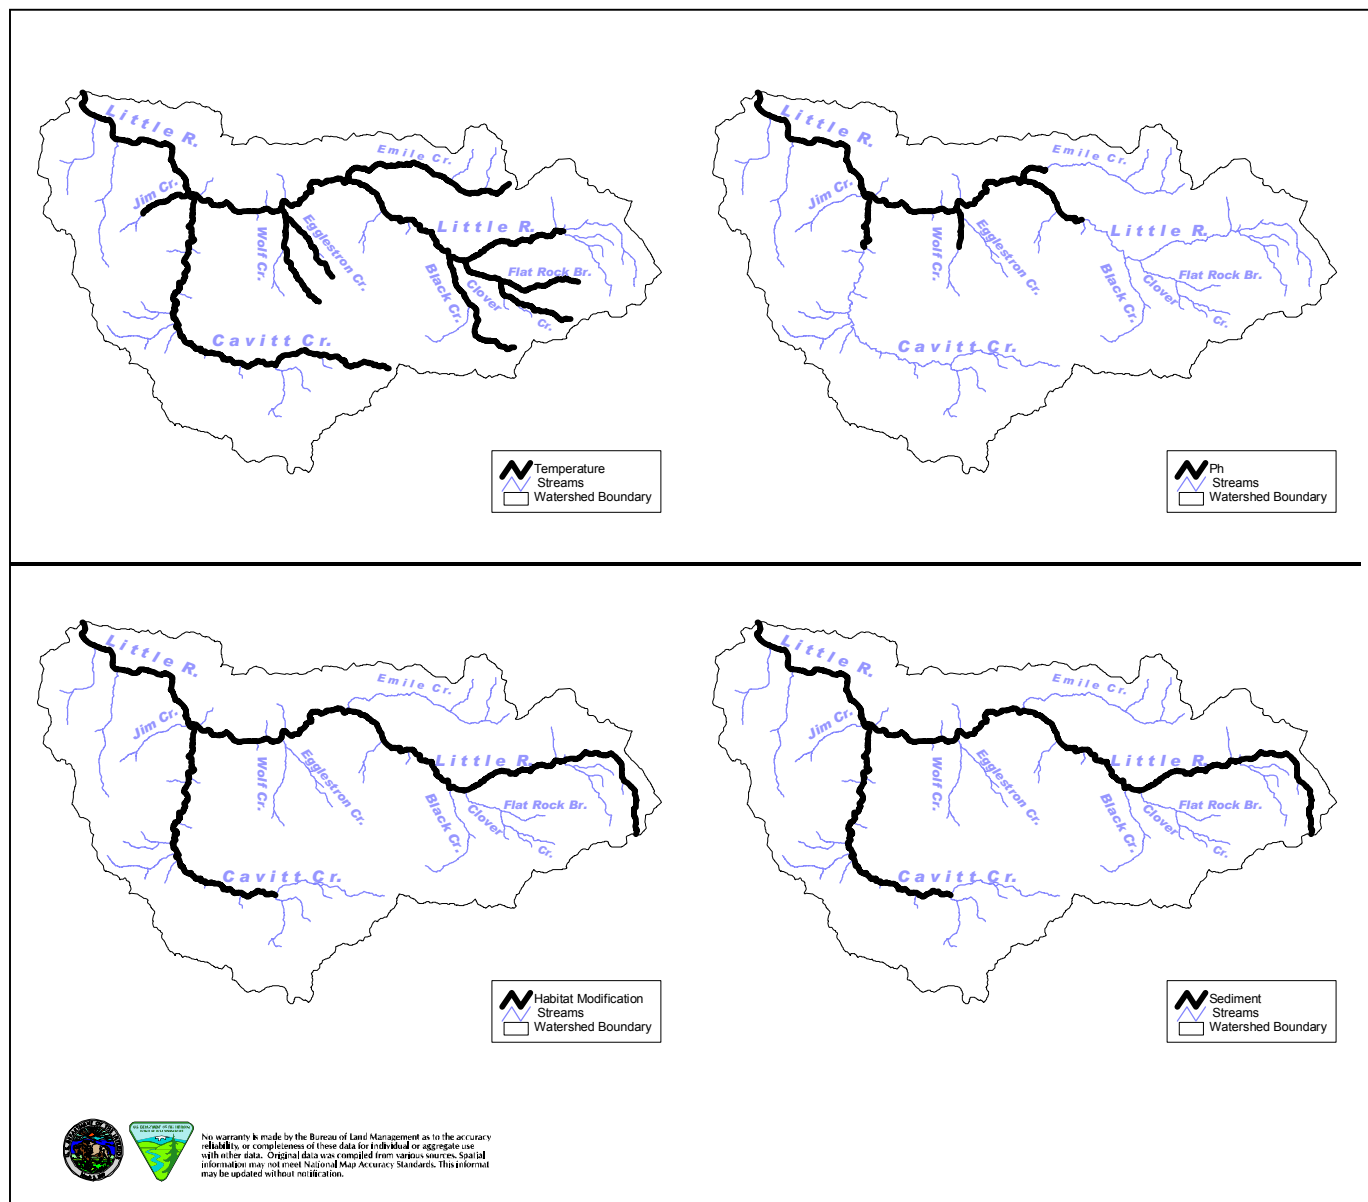 Little R.
Emile Cr.
Jim Cr.
Wolf Cr.
Egglestron Cr.
Little R.
Flat Rock Br.
Black Cr.
Clover
Cr.
Cavitt Cr.
Temperature
Streams
Watershed Boundary
Little R.
Emile Cr.
Jim Cr.
Wolf Cr.
Egglestron Cr.
Little R.
Flat Rock Br.
Black Cr.
Clover
Cr.
Cavitt Cr.
Ph
Streams
Watershed Boundary
Little R.
Emile Cr.
Jim Cr.
Wolf Cr.
Egglestron Cr.
Little R.
Flat Rock Br.
Black Cr.
Clover
Cr.
Cavitt Cr.
Habitat Modification
Streams
Watershed Boundary
Little R.
Emile Cr.
Jim Cr.
Wolf Cr.
Egglestron Cr.
Little R.
Flat Rock Br.
Black Cr.
Clover
Cr.
Cavitt Cr.
Sediment
Streams
Watershed Boundary
No warranty is made by the Bureau of Land Management as to the accuracy
reliability, or completeness of these data for individual or aggregate use
with other data. Original data was compiled from various sources. Spatial
information may not meet National Map Accuracy Standards. This informat
may be updated without notification.